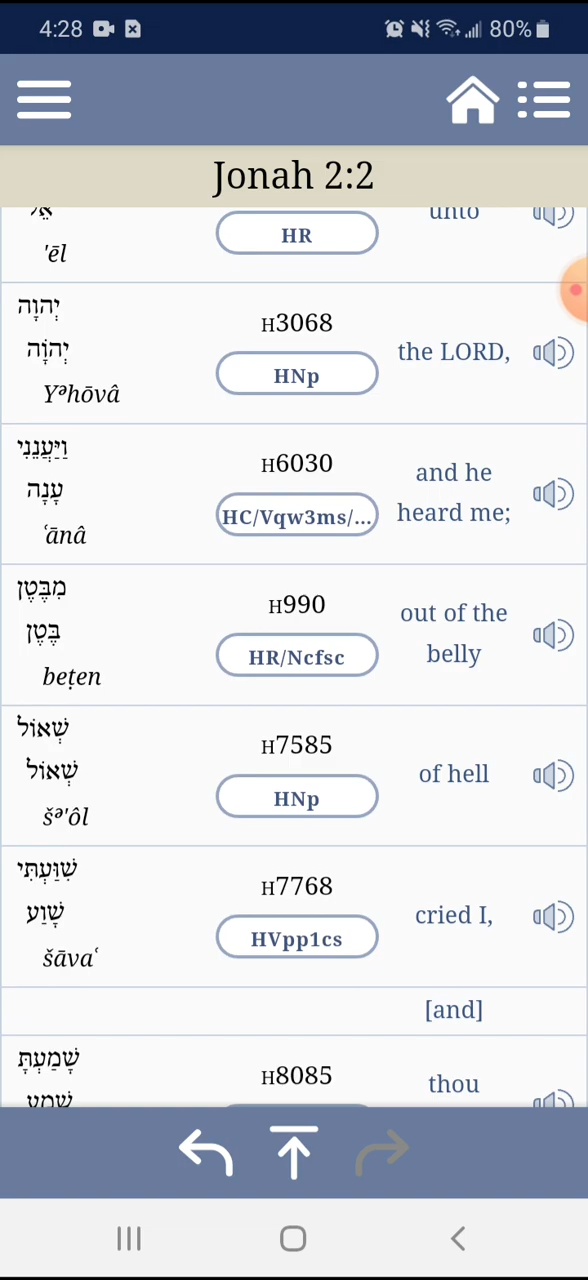 4:28 80%
Jonah 2:2
אֵל
'ēl
HR
unto
יְהוָה
יְהוָֹה
Yᵊhōvâ
H3068
HNp
the LORD,
וַיַּעֲנֵנִי
עָנָה
ʿānâ
H6030
HC/Vqw3ms/...
and he
heard me;
מִבֶּטֶן
בֶּטֶן
beṭen
H990
HR/Ncfsc
out of the
belly
שְׁאוֹל
שְׁאוֹל
šᵊ'ôl
H7585
HNp
of hell
שִׁוַּעְתִּי
שָׁוַע
šāvaʿ
H7768
HVpp1cs
cried I,
[and]
שָׁמַעְתָּ
שָׁמַע
H8085
thou